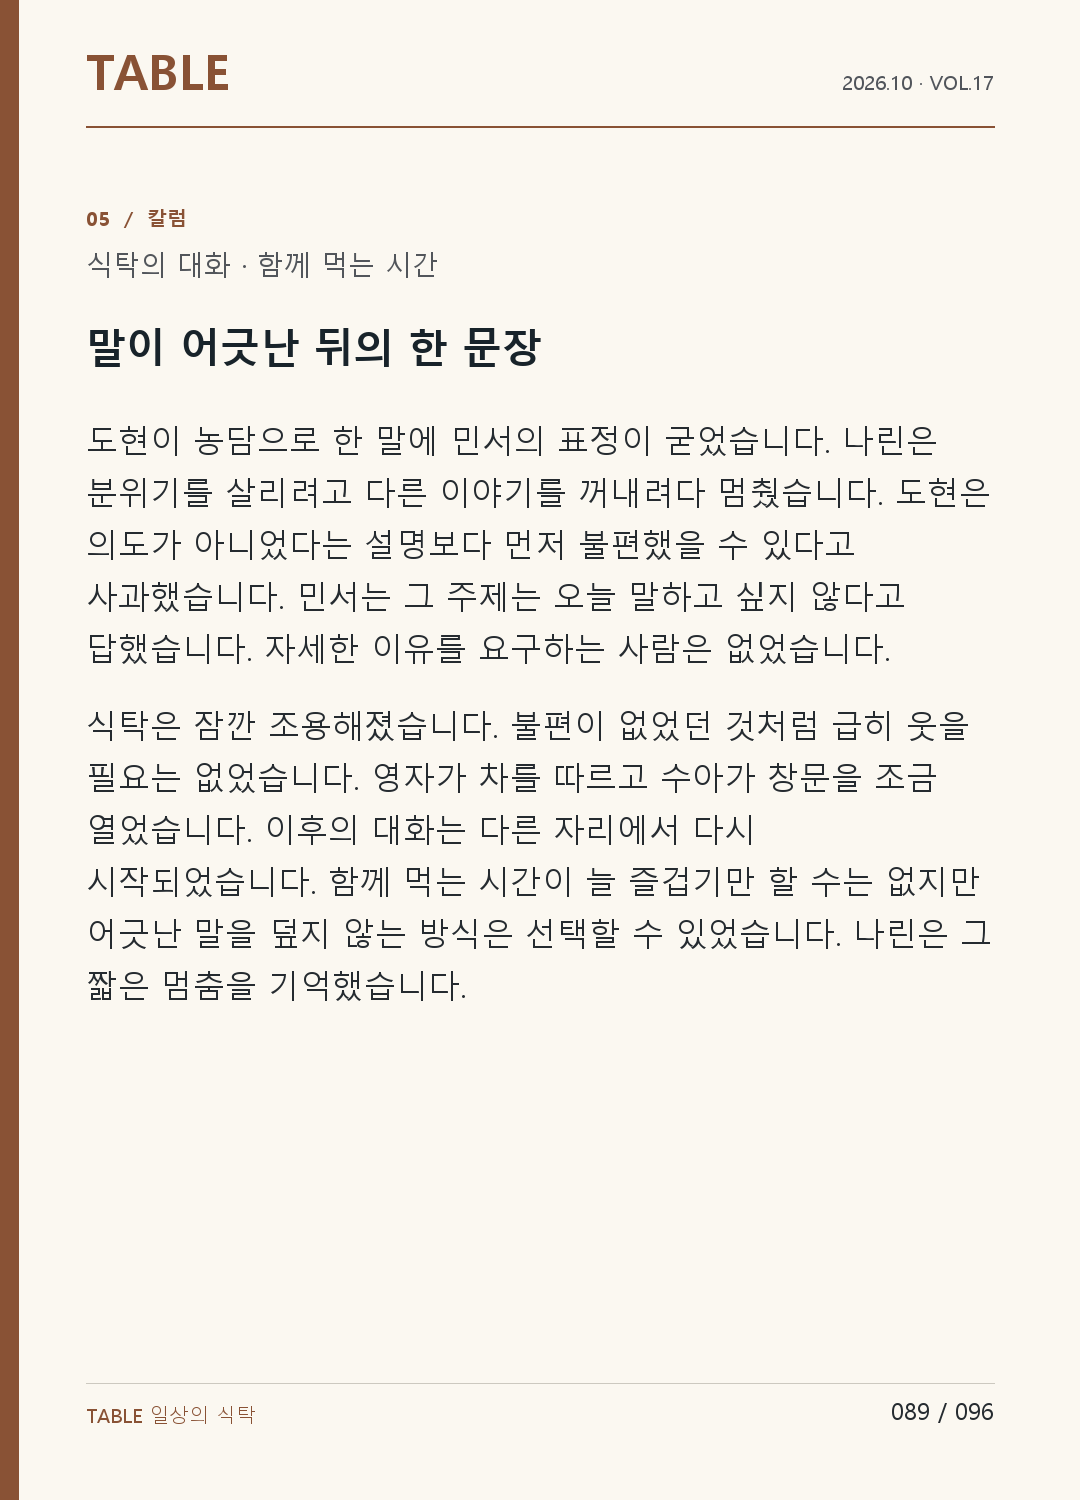 TABLE
2026.10 · VOL.17
05 / 칼럼
식탁의 대화 · 함께 먹는 시간
말이 어긋난 뒤의 한 문장
도현이 농담으로 한 말에 민서의 표정이 굳었습니다. 나린은
분위기를 살리려고 다른 이야기를 꺼내려다 멈췄습니다. 도현은
의도가 아니었다는 설명보다 먼저 불편했을 수 있다고
사과했습니다. 민서는 그 주제는 오늘 말하고 싶지 않다고
답했습니다. 자세한 이유를 요구하는 사람은 없었습니다.
식탁은 잠깐 조용해졌습니다. 불편이 없었던 것처럼 급히 웃을
필요는 없었습니다. 영자가 차를 따르고 수아가 창문을 조금
열었습니다. 이후의 대화는 다른 자리에서 다시
시작되었습니다. 함께 먹는 시간이 늘 즐겁기만 할 수는 없지만
어긋난 말을 덮지 않는 방식은 선택할 수 있었습니다. 나린은 그
짧은 멈춤을 기억했습니다.
TABLE 일상의 식탁
089 / 096